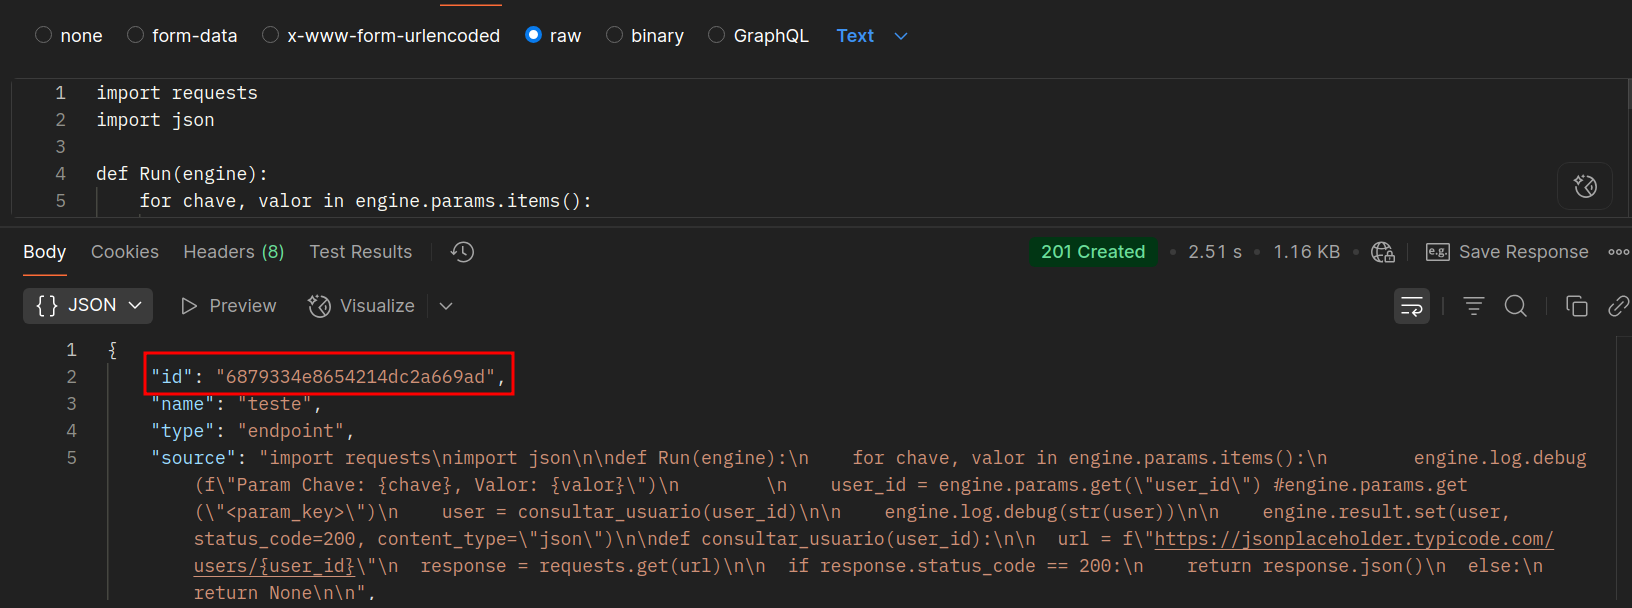 none form-data x-www-form-urlencoded raw binary GraphQL Text
1 import requests
2 import json
3
4 def Run(engine):
5     for chave, valor in engine.params.items():
Body Cookies Headers (8) Test Results 201 Created • 2.51 s • 1.16 KB • e.g. Save Response
{} JSON Preview Visualize
1 {
2     "id": "6879334e8654214dc2a669ad",
3     "name": "teste",
4     "type": "endpoint",
5     "source": "import requests\nimport json\n\ndef Run(engine):\n    for chave, valor in engine.params.items():\n        engine.log.debug
(f\"Param Chave: {chave}, Valor: {valor}\")\n        \n    user_id = engine.params.get(\"user_id\") #engine.params.get
(\"<param_key>\")\n    user = consultar_usuario(user_id)\n\n    engine.log.debug(str(user))\n\n    engine.result.set(user,
status_code=200, content_type=\"json\")\n\ndef consultar_usuario(user_id):\n\n  url = f\"https://jsonplaceholder.typicode.com/
users/{user_id}\"\n  response = requests.get(url)\n\n  if response.status_code == 200:\n    return response.json()\n  else:\n
return None\n\n",